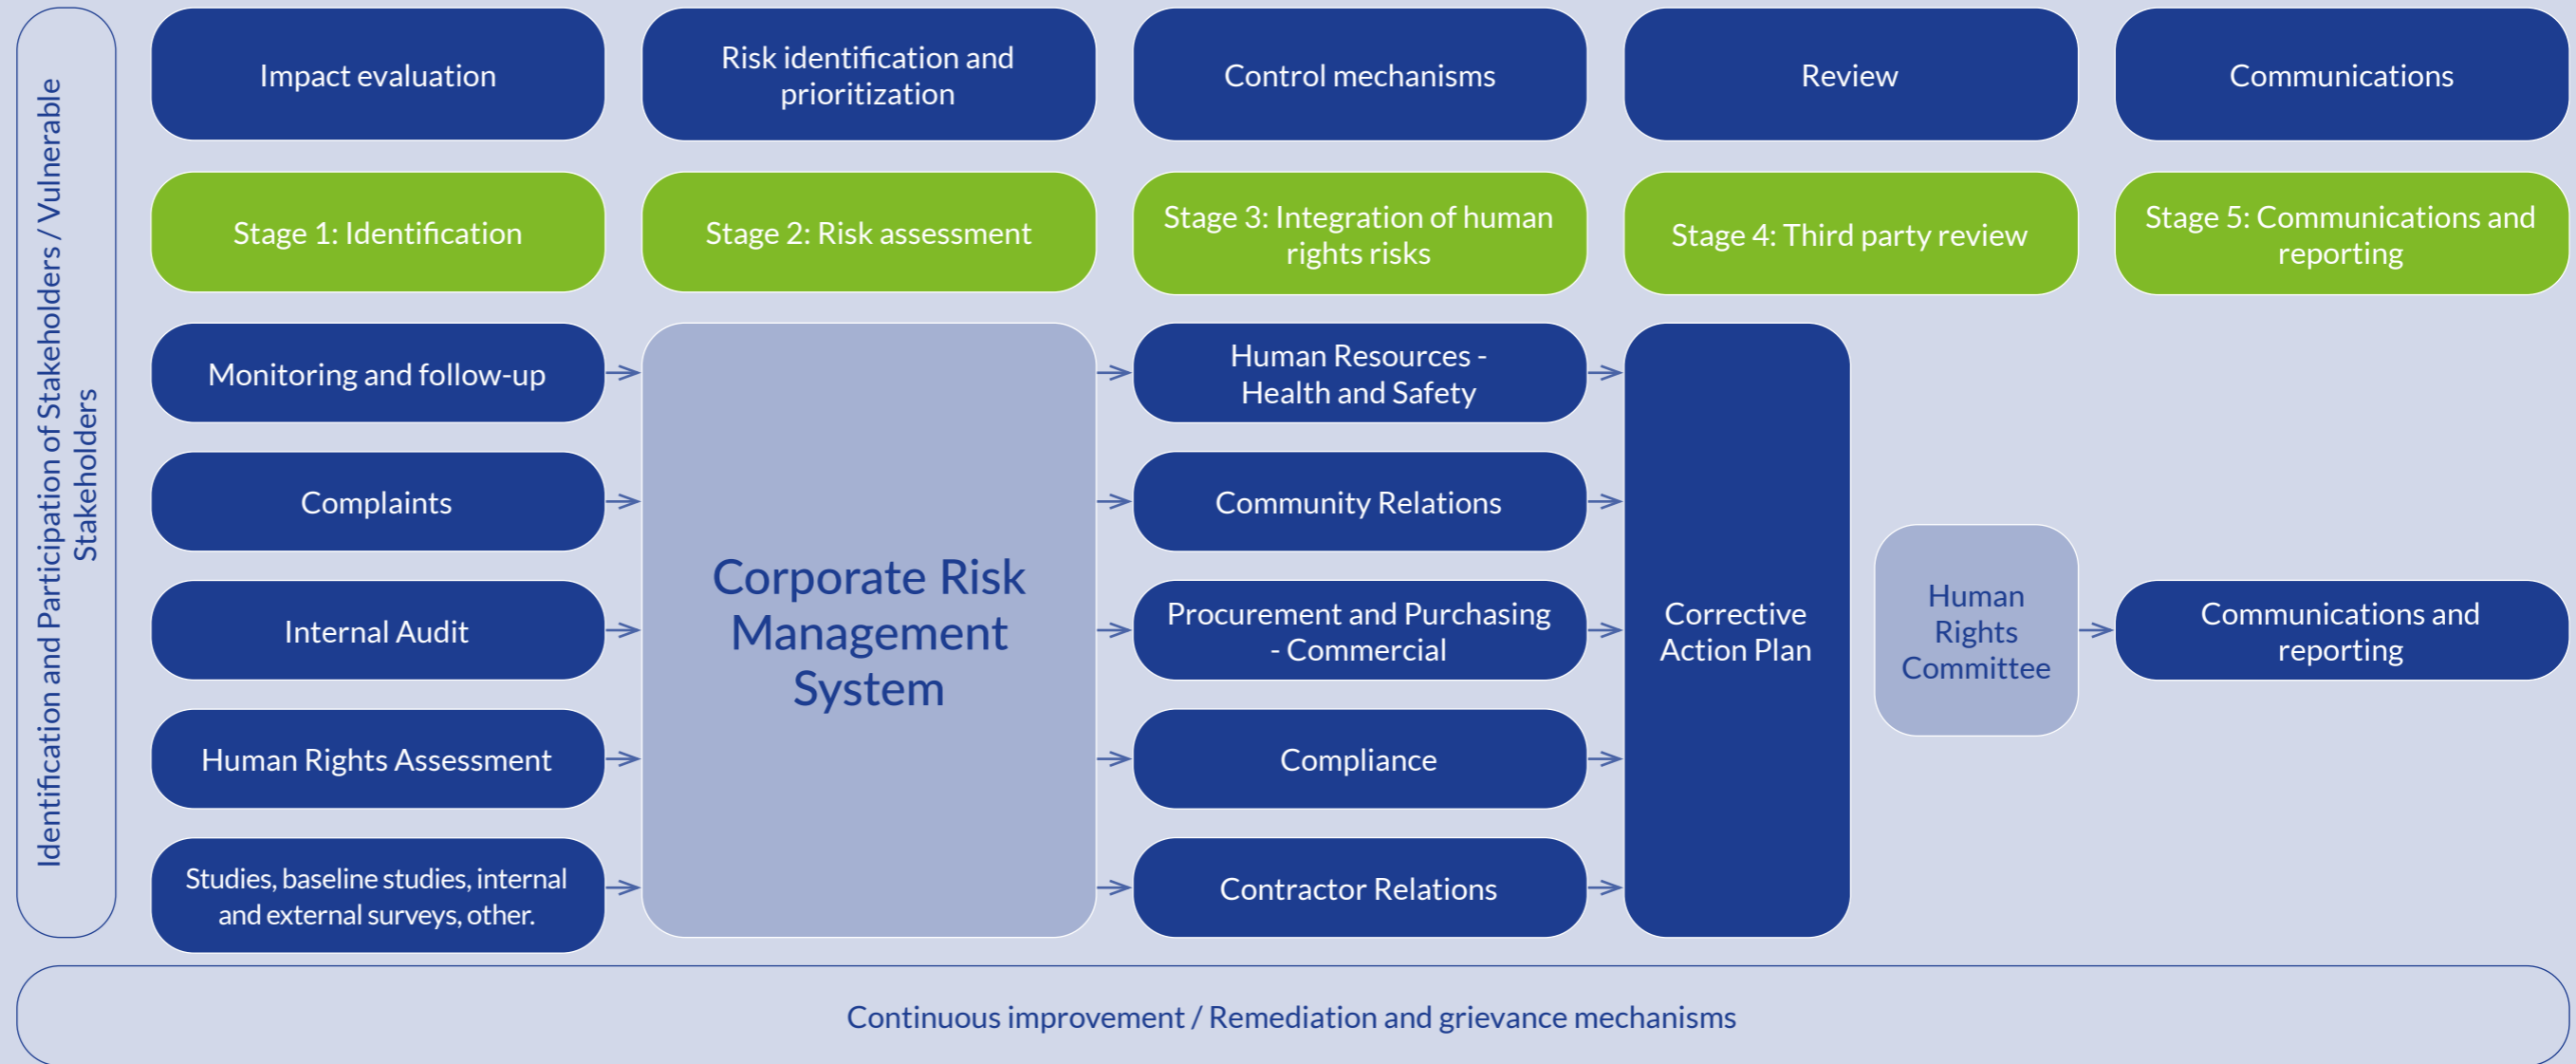 Identification and Participation of Stakeholders / Vulnerable
Stakeholders
Impact evaluation
Risk identification and
prioritization
Control mechanisms
Review
Communications
Stage 1: Identification
Stage 2: Risk assessment
Stage 3: Integration of human
rights risks
Stage 4: Third party review
Stage 5: Communications and
reporting
Monitoring and follow-up
Complaints
Internal Audit
Human Rights Assessment
Studies, baseline studies, internal
and external surveys, other.
Corporate Risk
Management
System
Human Resources -
Health and Safety
Community Relations
Procurement and Purchasing
- Commercial
Compliance
Contractor Relations
Corrective
Action Plan
Human
Rights
Committee
Communications and
reporting
Continuous improvement / Remediation and grievance mechanisms